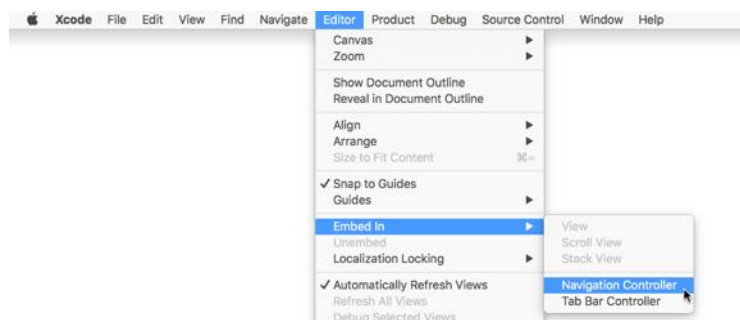 Xcode File Edit View Find Navigate Editor Product Debug Source Control Window Help
Canvas
Zoom
Show Document Outline
Reveal in Document Outline
Align
Arrange
Size to Fit Content ⌘=
✓ Snap to Guides
Guides
Embed In
View
Unembed
Scroll View
Localization Locking
Stack View
✓ Automatically Refresh Views
Navigation Controller
Refresh All Views
Tab Bar Controller
Debug Selected Views